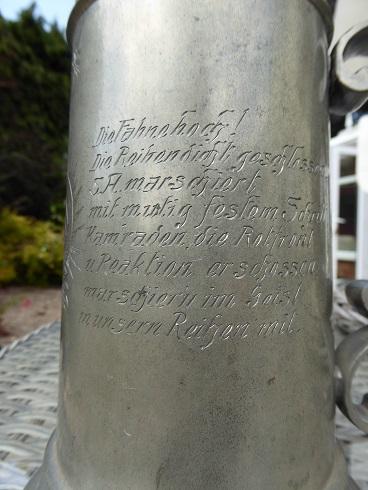 Die Fahne hoch!
Die Reihen dicht geschlossen
S.A. marschiert
mit mutig festem Schritt
Kamraden, die Rotfront
u Reaktion erschossen
marschiern im Geist
in unsern Reihen mit